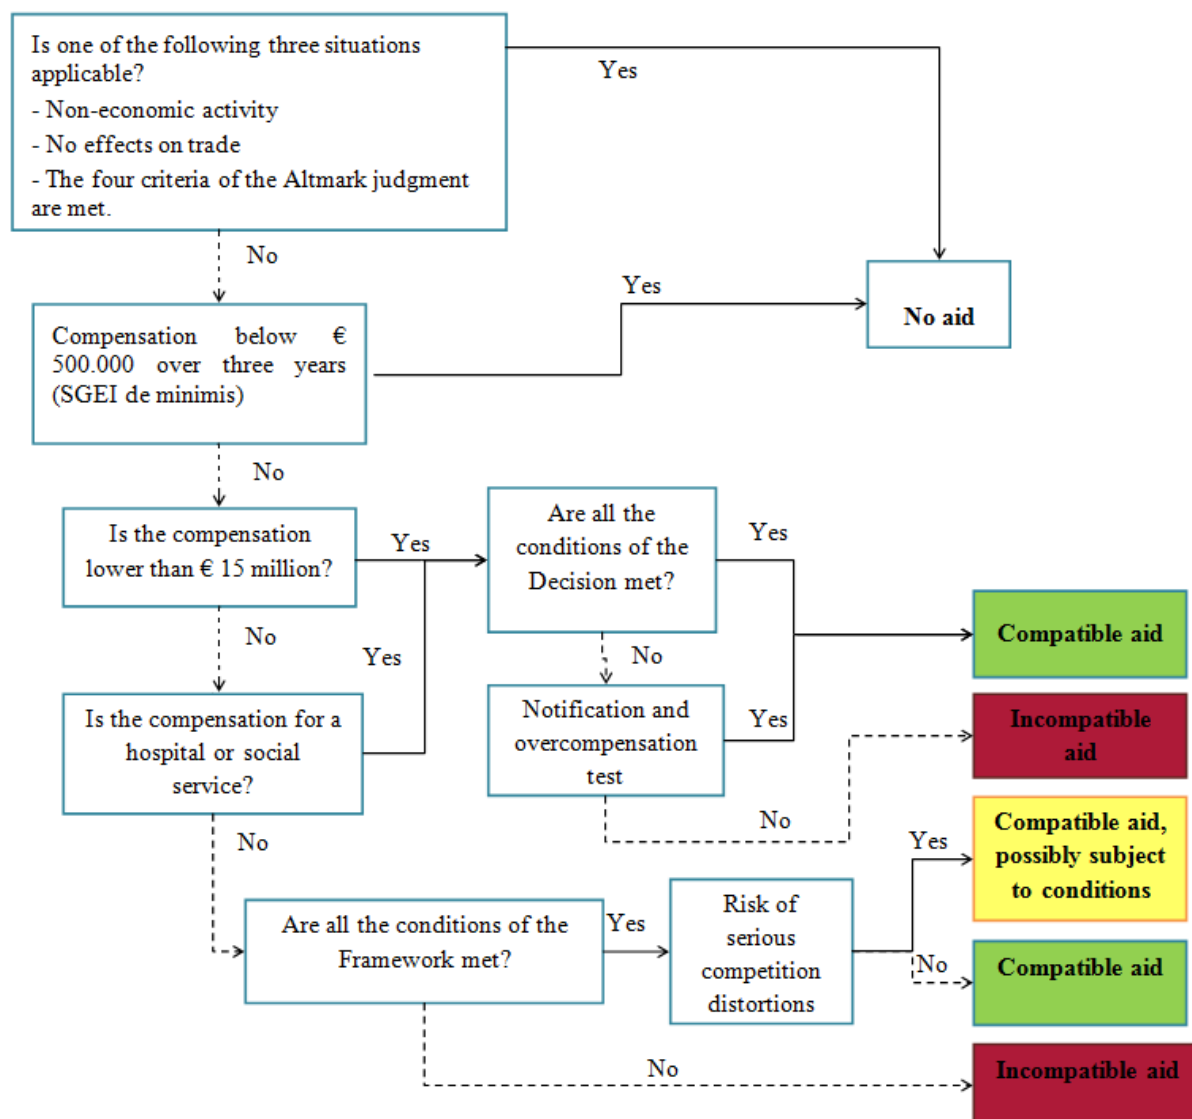 Is one of the following three situations
applicable?
- Non-economic activity
- No effects on trade
- The four criteria of the Altmark judgment
are met.
Yes
No
Yes
No aid
Compensation below €
500.000 over three years
(SGEI de minimis)
No
Is the compensation
lower than € 15 million?
Yes
Are all the
conditions of the
Decision met?
Yes
Compatible aid
No
Yes
No
Is the compensation for a
hospital or social
service?
Notification and
overcompensation
test
Yes
Incompatible
aid
No
No
Compatible aid,
possibly subject
to conditions
Yes
Are all the conditions of the
Framework met?
Yes
Risk of
serious
competition
distortions
No
Compatible aid
No
Incompatible aid